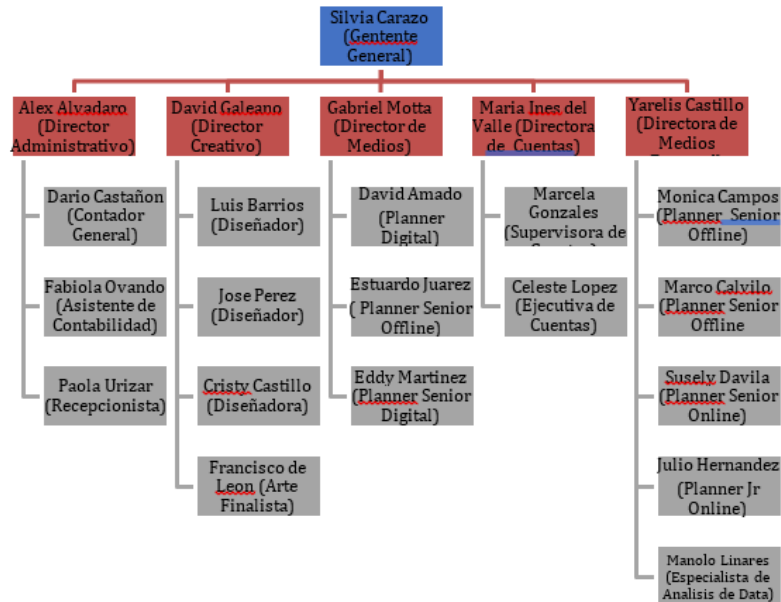 Silvia Carazo
(Gentente
General)
Alex Alvadaro
(Director
Administrativo)
David Galeano
(Director
Creativo)
Gabriel Motta
(Director de
Medios)
Maria Ines del
Valle (Directora
de Cuentas)
Yarelis Castillo
(Directora de
Medios
Dario Castañon
(Contador
General)
Fabiola Ovando
(Asistente de
Contabilidad)
Paola Urizar
(Recepcionista)
Luis Barrios
(Diseñador)
Jose Perez
(Diseñador)
Cristy Castillo
(Diseñadora)
Francisco de
Leon (Arte
Finalista)
David Amado
(Planner
Digital)
Estuardo Juarez
( Planner Senior
Offline)
Eddy Martinez
(Planner Senior
Digital)
Marcela
Gonzales
(Supervisora de
Celeste Lopez
(Ejecutiva de
Cuentas)
Monica Campos
(Planner Senior
Offline)
Marco Calvilo
(Planner Senior
Offline
Susely Davila
(Planner Senior
Online)
Julio Hernandez
(Planner Jr
Online)
Manolo Linares
(Especialista de
Analisis de Data)